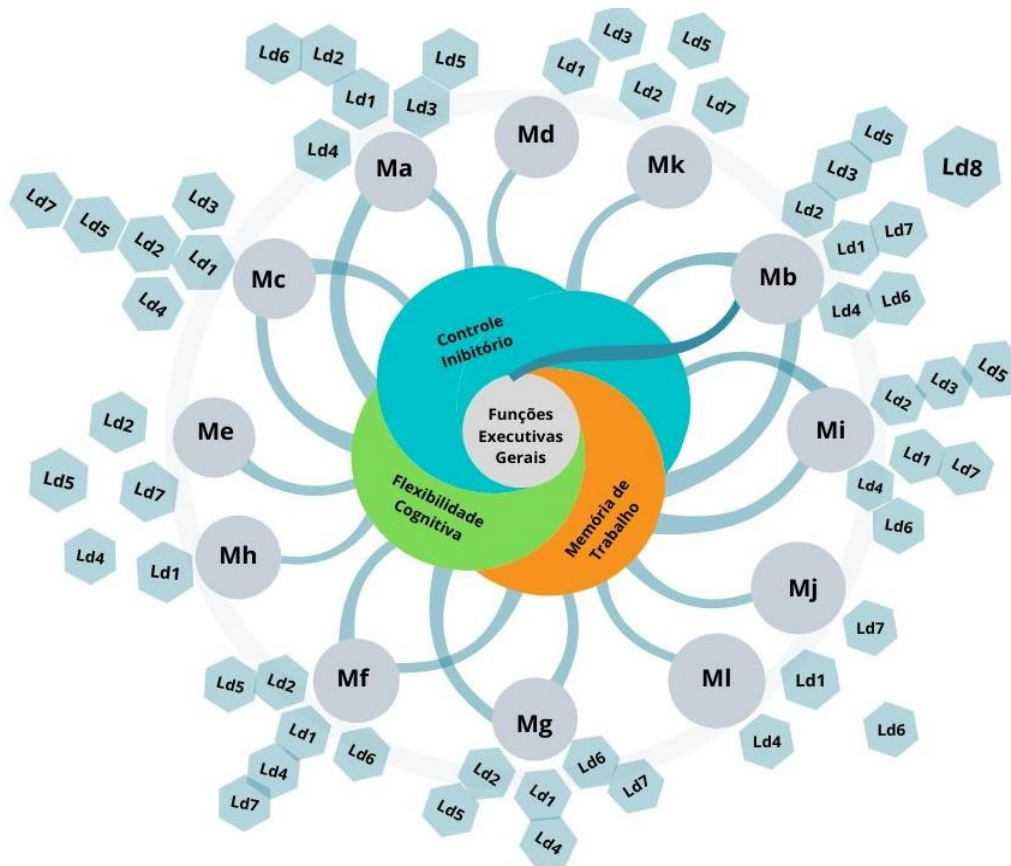 Ld6
Ld2
Ld5
Ld1
Ld3
Ld4
Ld3
Ld5
Ld1
Ld2
Ld7
Ma
Md
Mk
Ld5
Ld3
Ld8
Ld2
Ld1
Ld7
Ld4
Ld6
Mb
Ld7
Ld5
Ld2
Ld3
Ld1
Ld4
Mc
Controle
Inibitório
Funções
Executivas
Gerais
Flexibilidade
Cognitiva
Memória de
Trabalho
Mi
Ld2
Ld3
Ld5
Ld1
Ld7
Ld4
Ld6
Me
Ld2
Ld5
Ld7
Ld4
Ld1
Mh
Mj
Ld7
Ml
Ld1
Ld4
Ld6
Mf
Ld5
Ld2
Ld1
Ld6
Ld4
Ld7
Mg
Ld2
Ld6
Ld5
Ld1
Ld7
Ld4